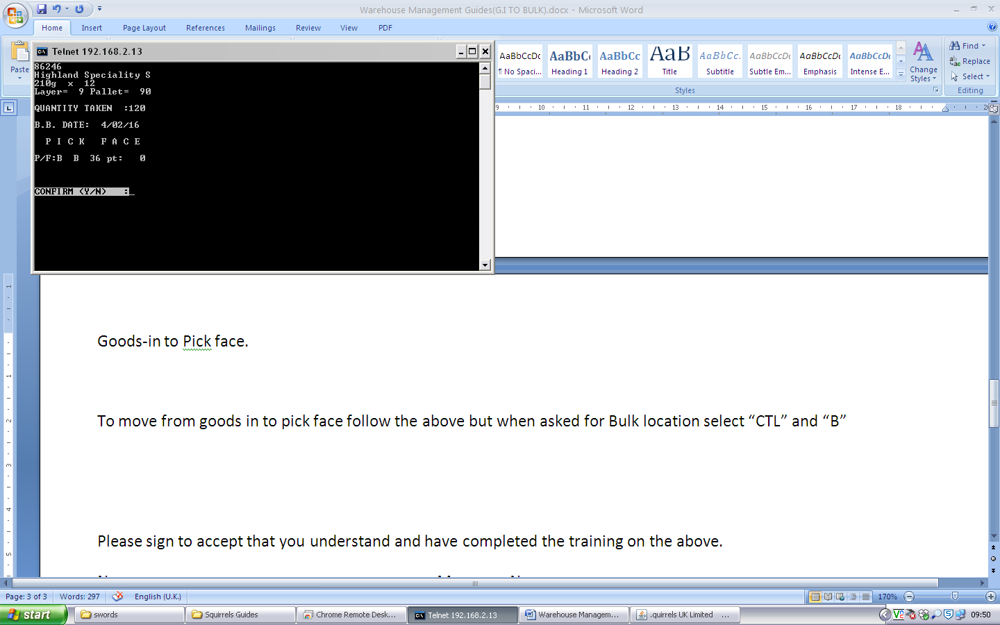 Warehouse Management Guides(G.I TO BULK).docx - Microsoft Word
Home Insert Page Layout References Mailings Review View PDF
Paste
AaBbCcDc AaBbC AaBbCc AaB AaBbCc. AaBbCcDc AaBbCcDc AaBbCcDc
¶ No Spaci... Heading 1 Heading 2 Title Subtitle Subtle Em... Emphasis Intense E...
Change Styles
Find
Replace
Select
Styles
Editing
Telnet 192.168.2.13
86246
Highland Speciality S
210g x 12
Layer= 9 Pallet= 90
QUANTITY TAKEN :120
B.B. DATE: 4/02/16
P I C K F A C E
P/F:B B 36 pt: 0
CONFIRM (Y/N) :_
9 10 11 12 13 14 15 16 17 18
1
1
2
3
4
5
Goods-in to Pick face.
To move from goods in to pick face follow the above but when asked for Bulk location select “CTL” and “B”
Please sign to accept that you understand and have completed the training on the above.
Page: 3 of 3 Words: 297 English (U.K.) 170%
start swords Squirrels Guides Chrome Remote Desk... Telnet 192.168.2.13 Warehouse Managem... .quirrels UK Limited ... 09:50